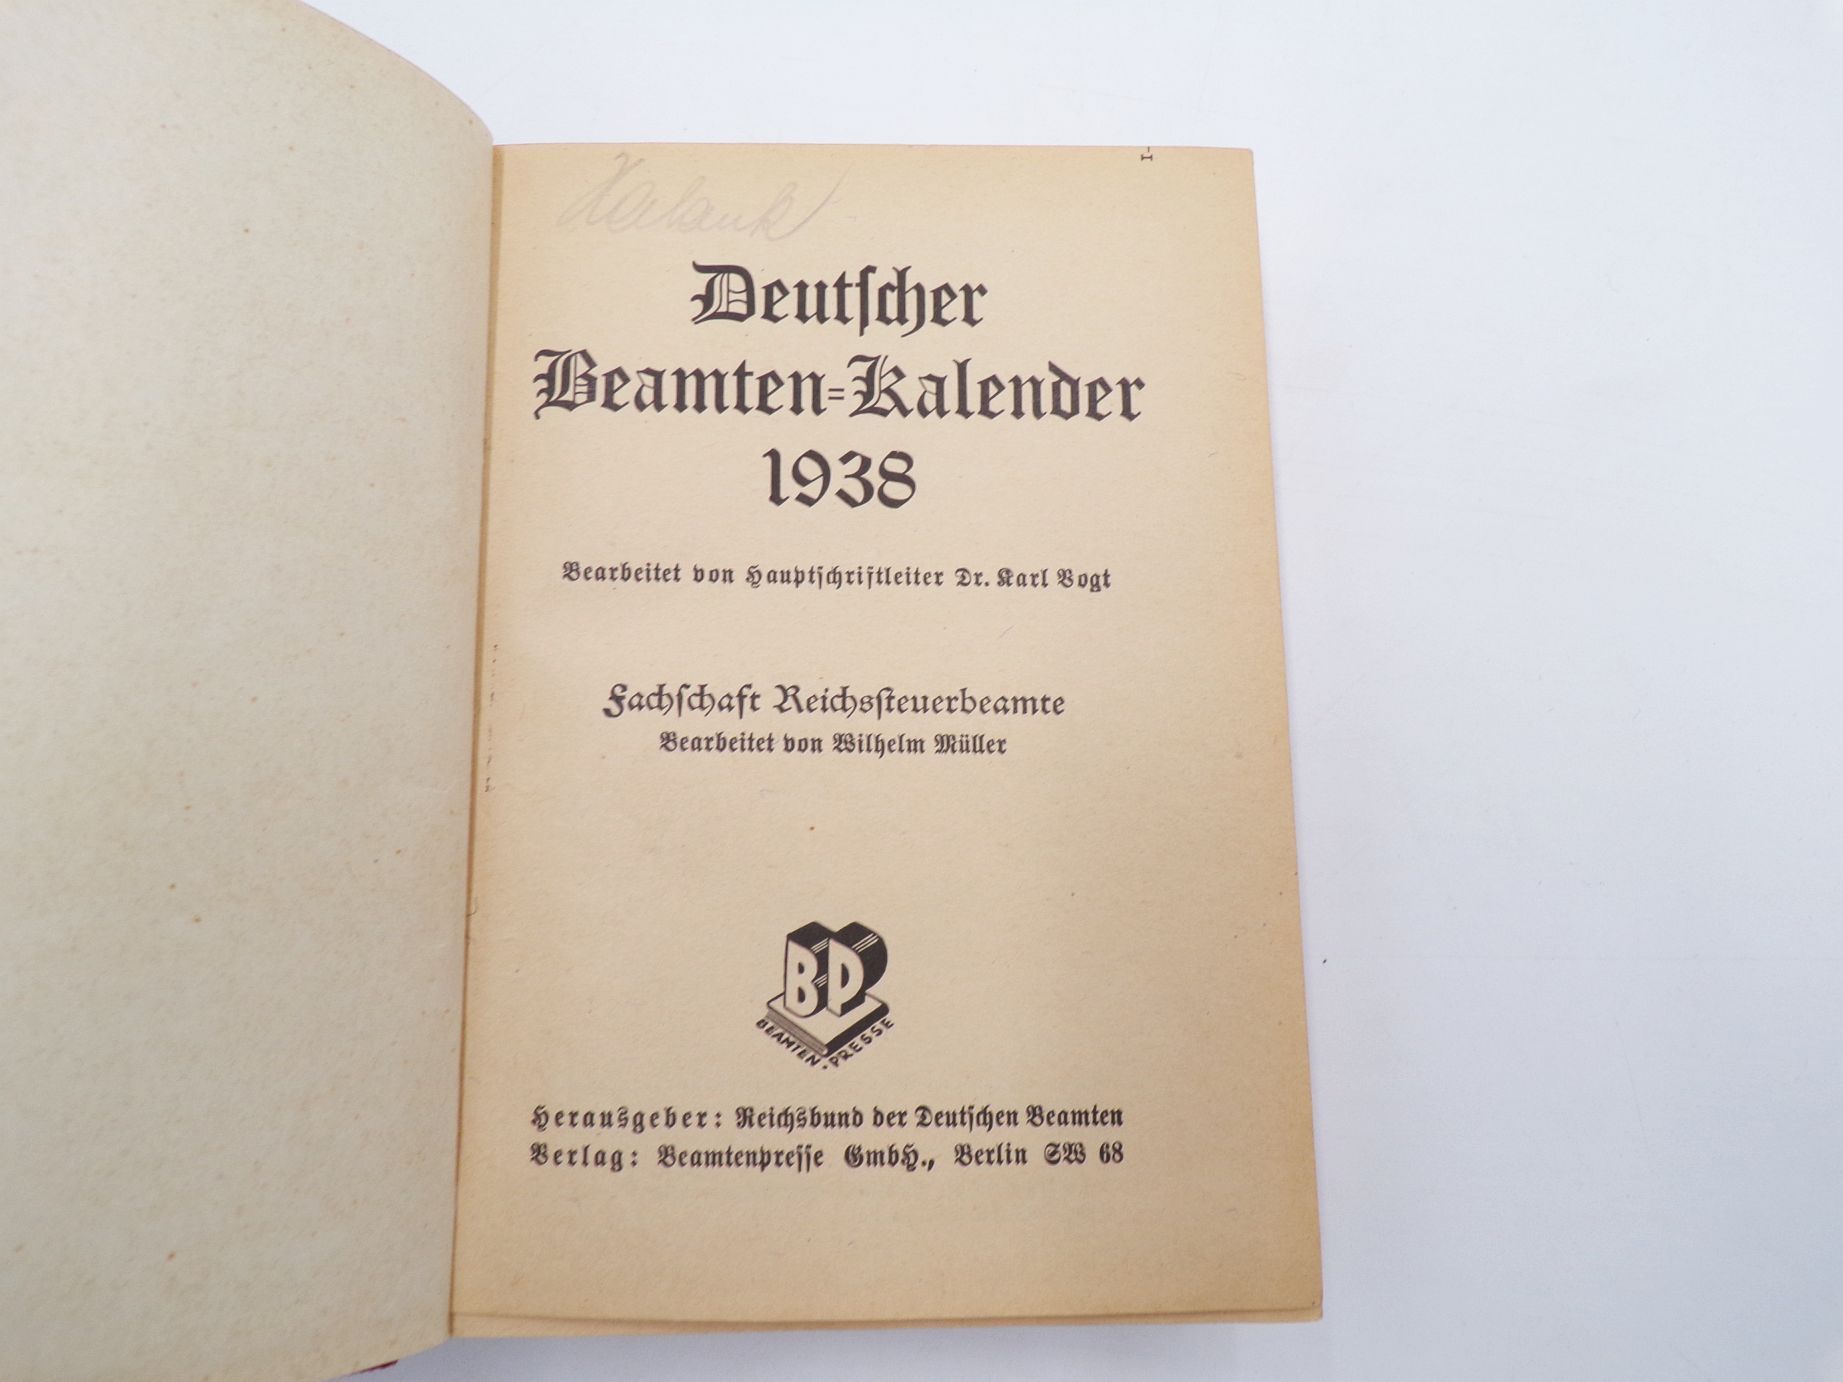 Deutscher
Beamten=Kalender
1938
Bearbeitet von Hauptschriftleiter Dr. Karl Vogt
Fachschaft Reichssteuerbeamte
Bearbeitet von Wilhelm Müller
BP
BEAMTEN-PRESSE
Herausgeber: Reichsbund der Deutschen Beamten
Verlag: Beamtenpresse GmbH., Berlin SW 68